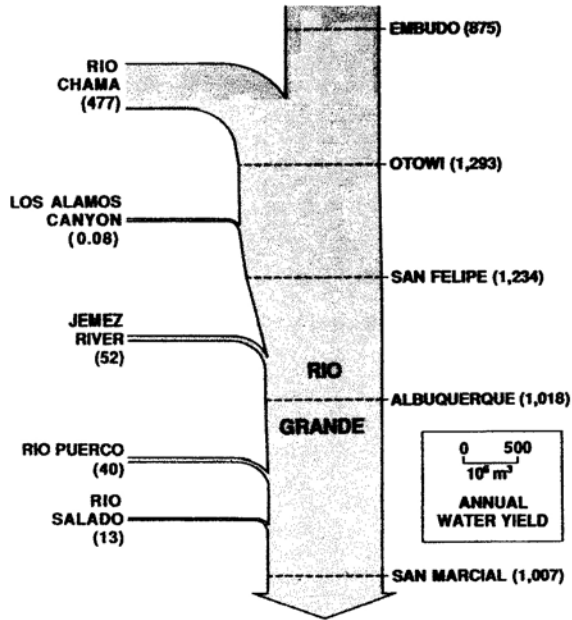 EMBUDO (875)
RIO
CHAMA
(477)
OTOWI (1,293)
LOS ALAMOS
CANYON
(0.08)
SAN FELIPE (1,234)
JEMEZ
RIVER
(52)
RIO
GRANDE
ALBUQUERQUE (1,018)
RIO PUERCO
(40)
RIO
SALADO
(13)
0 500
10⁶ m³
ANNUAL
WATER YIELD
SAN MARCIAL (1,007)